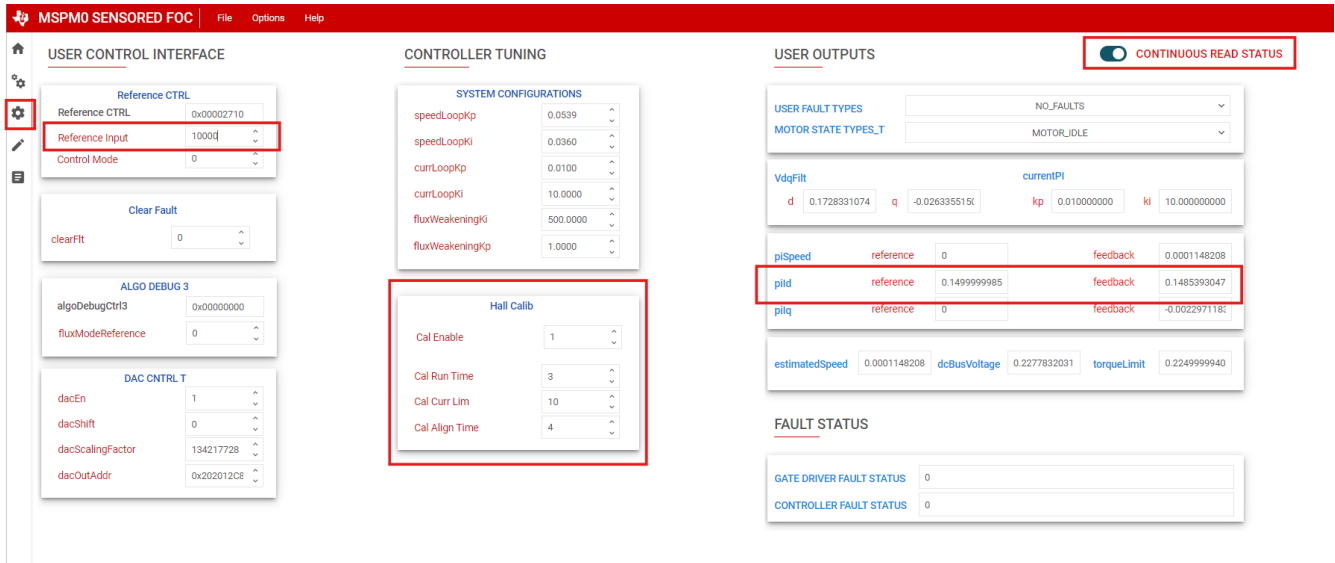 MSPM0 SENSORED FOC File Options Help
USER CONTROL INTERFACE
Reference CTRL
Reference CTRL 0x00002710
Reference Input 10000
Control Mode 0
Clear Fault
clearFlt 0
ALGO DEBUG 3
algoDebugCtrl3 0x00000000
fluxModeReference 0
DAC CNTRL T
dacEn 1
dacShift 0
dacScalingFactor 134217728
dacOutAddr 0x202012C8
CONTROLLER TUNING
SYSTEM CONFIGURATIONS
speedLoopKp 0.0539
speedLoopKi 0.0360
currLoopKp 0.0100
currLoopKi 10.0000
fluxWeakeningKi 500.0000
fluxWeakeningKp 1.0000
Hall Calib
Cal Enable 1
Cal Run Time 3
Cal Curr Lim 10
Cal Align Time 4
USER OUTPUTS
CONTINUOUS READ STATUS
USER FAULT TYPES NO_FAULTS
MOTOR STATE TYPES_T MOTOR_IDLE
VdqFilt currentPI
d 0.1728331074 q -0.026335515( kp 0.010000000 ki 10.000000000
piSpeed reference 0 feedback 0.0001148208
piId reference 0.1499999985 feedback 0.1485393047
piIq reference 0 feedback -0.002297118
estimatedSpeed 0.0001148208 dcBusVoltage 0.2277832031 torqueLimit 0.2249999940
FAULT STATUS
GATE DRIVER FAULT STATUS 0
CONTROLLER FAULT STATUS 0